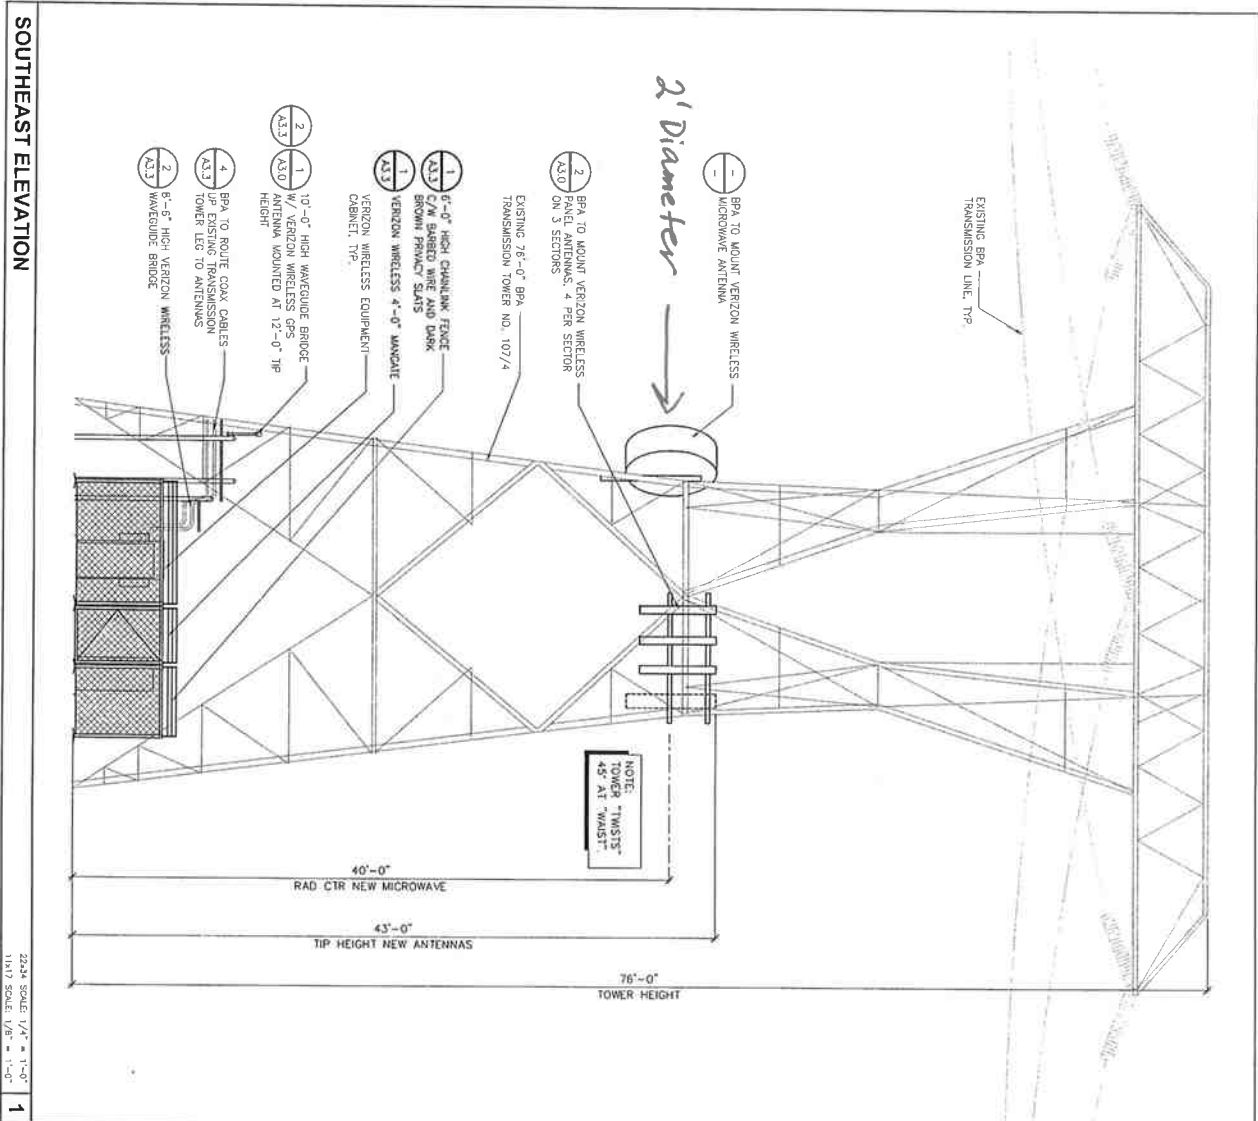 EXISTING BPA
TRANSMISSION LINE, TYP.
–
–
BPA TO MOUNT VERIZON WIRELESS
MICROWAVE ANTENNA
2' Diameter
2
A3.0
BPA TO MOUNT VERIZON WIRELESS
PANEL ANTENNAS, 4 PER SECTOR
ON 3 SECTORS
EXISTING 76'-0" BPA
TRANSMISSION TOWER NO. 107/4
1
A3.3
6'-0" HIGH CHAINLINK FENCE
C/W BARBED WIRE AND DARK
BROWN PRIVACY SLATS
1
A3.3
VERIZON WIRELESS 4'-0" MANGATE
VERIZON WIRELESS EQUIPMENT
CABINET, TYP.
2
A3.3
1
A3.0
10'-0" HIGH WAVEGUIDE BRIDGE
W/ VERIZON WIRELESS GPS
ANTENNA MOUNTED AT 12'-0" TIP
HEIGHT
4
A3.3
BPA TO ROUTE COAX CABLES
UP EXISTING TRANSMISSION
TOWER LEG TO ANTENNAS
2
A3.3
8'-6" HIGH VERIZON WIRELESS
WAVEGUIDE BRIDGE
NOTE:
TOWER "TWISTS"
45° AT "WAIST".
40'-0"
RAD CTR NEW MICROWAVE
43'-0"
TIP HEIGHT NEW ANTENNAS
76'-0"
TOWER HEIGHT
SOUTHEAST ELEVATION
22x34 SCALE: 1/4" = 1'-0"
11x17 SCALE: 1/8" = 1'-0"
1